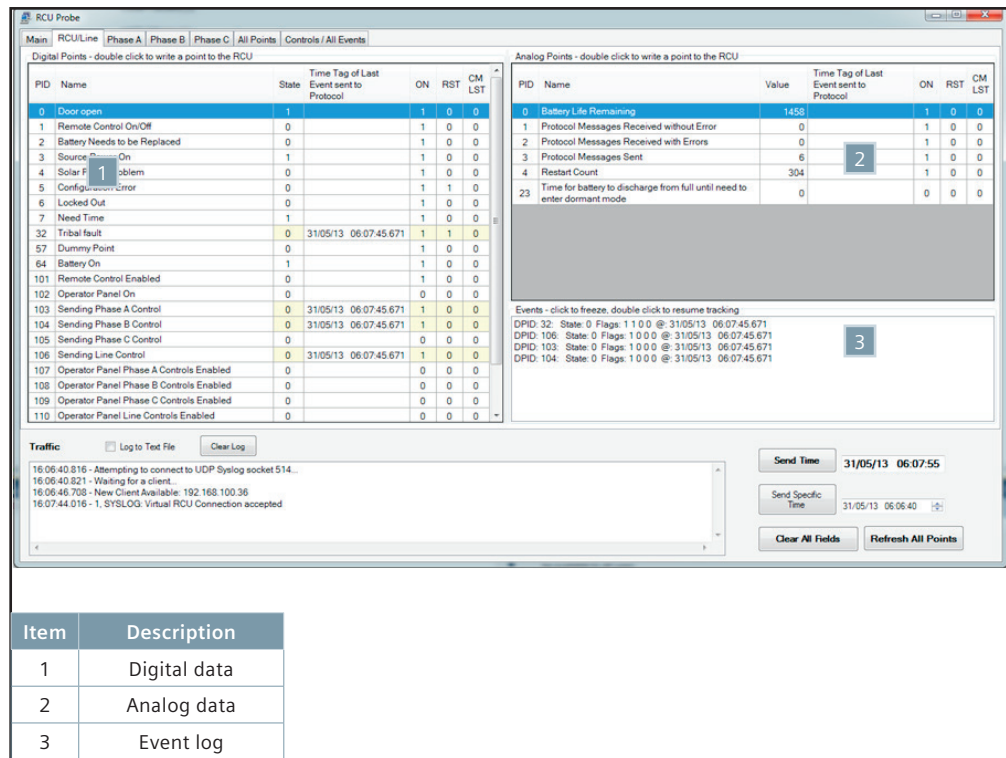 RCU Probe
Main RCU/Line Phase A Phase B Phase C All Points Controls / All Events
Digital Points - double click to write a point to the RCU
PID Name State Time Tag of Last Event sent to Protocol ON RST CM LST
0 Door open 1 1 0 0
1 Remote Control On/Off 0 1 0 0
2 Battery Needs to be Replaced 0 1 0 0
3 Source On 1 1 0 0
4 Solar 0 1 0 0
5 Error 0 1 1 0
6 Locked Out 0 1 0 0
7 Need Time 1 1 0 0
32 Tribal fault 0 31/05/13 06:07:45.671 1 1 0
57 Dummy Point 0 1 0 0
64 Battery On 1 1 0 0
101 Remote Control Enabled 0 1 0 0
102 Operator Panel On 0 0 0 0
103 Sending Phase A Control 0 31/05/13 06:07:45.671 1 0 0
104 Sending Phase B Control 0 31/05/13 06:07:45.671 1 0 0
105 Sending Phase C Control 0 0 0 0
106 Sending Line Control 0 31/05/13 06:07:45.671 1 0 0
107 Operator Panel Phase A Controls Enabled 0 0 0 0
108 Operator Panel Phase B Controls Enabled 0 0 0 0
109 Operator Panel Phase C Controls Enabled 0 0 0 0
110 Operator Panel Line Controls Enabled 0 0 0 0
1
Analog Points - double click to write a point to the RCU
PID Name Value Time Tag of Last Event sent to Protocol ON RST CM LST
0 Battery Life Remaining 1458 1 0 0
1 Protocol Messages Received without Error 0 1 0 0
2 Protocol Messages Received with Errors 0 1 0 0
3 Protocol Messages Sent 6 1 0 0
4 Restart Count 304 1 0 0
23 Time for battery to discharge from full until need to enter dormant mode 0 0 0 0
2
Events - click to freeze, double click to resume tracking
DPID: 32: State: 0 Flags: 1 1 0 0 @: 31/05/13 06:07:45.671
DPID: 106: State: 0 Flags: 1 0 0 0 @: 31/05/13 06:07:45.671
DPID: 103: State: 0 Flags: 1 0 0 0 @: 31/05/13 06:07:45.671
DPID: 104: State: 0 Flags: 1 0 0 0 @: 31/05/13 06:07:45.671
3
Traffic Log to Text File Clear Log
16:06:40.816 - Attempting to connect to UDP Syslog socket 514...
16:06:40.821 - Waiting for a client...
16:06:46.708 - New Client Available: 192.168.100.36
16:07:44.016 - 1, SYSLOG: Virtual RCU Connection accepted
Send Time 31/05/13 06:07:55
Send Specific Time 31/05/13 06:06:40
Clear All Fields Refresh All Points
Item Description
1 Digital data
2 Analog data
3 Event log